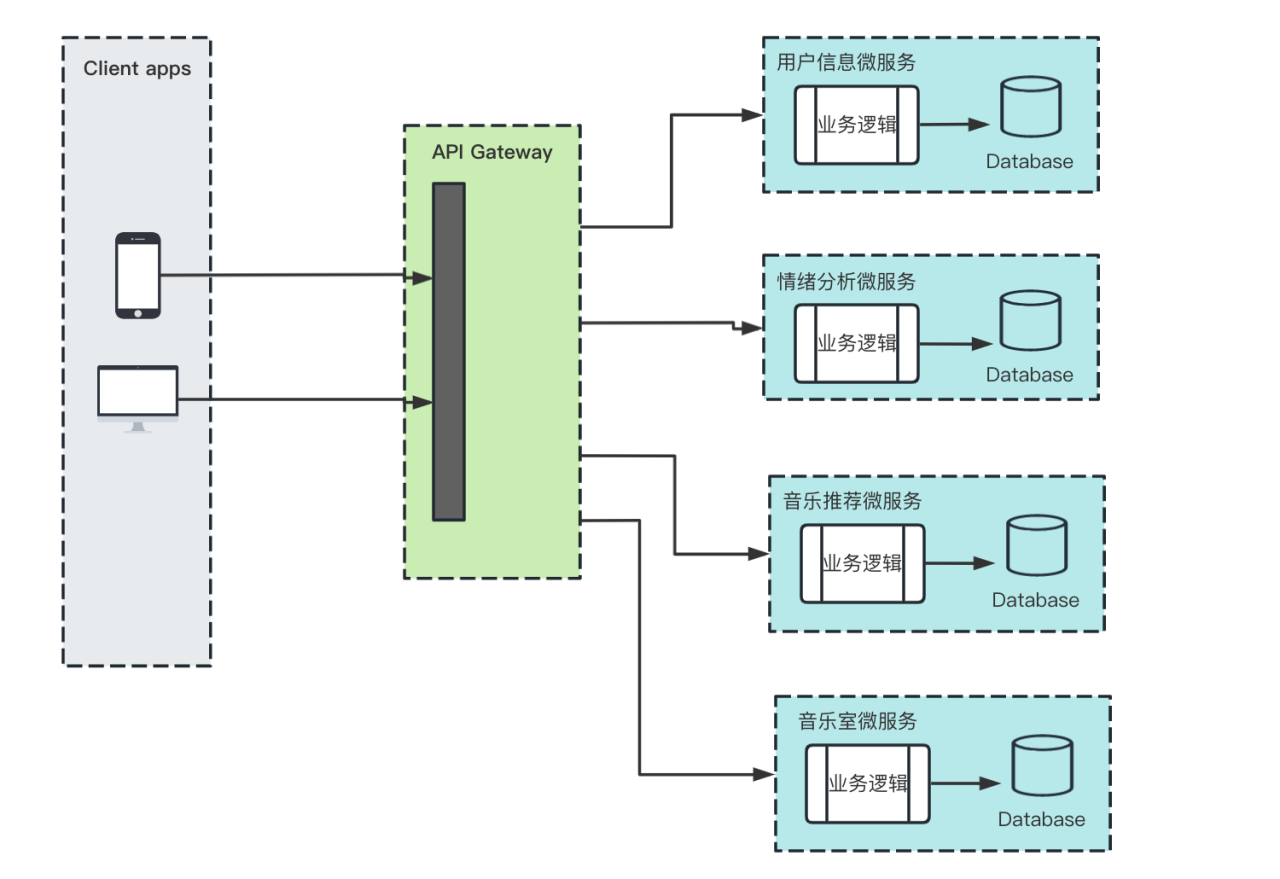 Client apps
API Gateway
用户信息微服务
业务逻辑
Database
情绪分析微服务
业务逻辑
Database
音乐推荐微服务
业务逻辑
Database
音乐室微服务
业务逻辑
Database